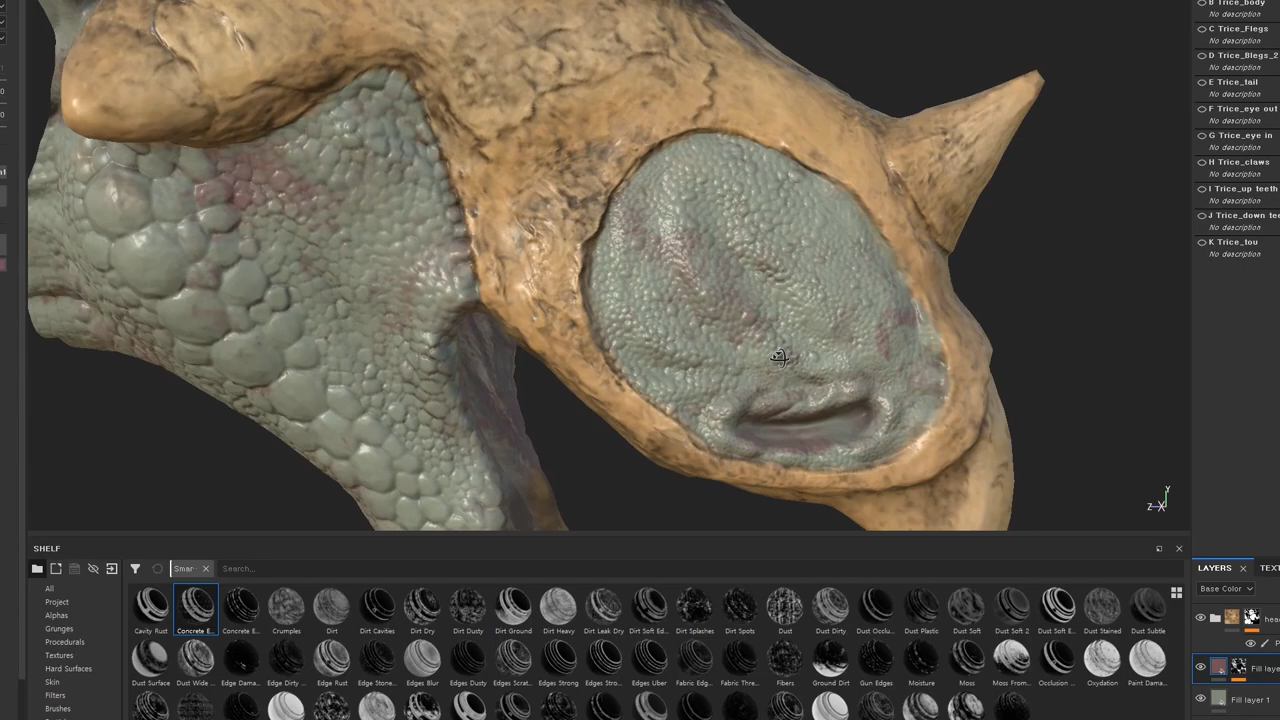 B Trice_body
No description
C Trice_Flegs
No description
D Trice_Blegs_2
No description
E Trice_tail
No description
F Trice_eye out
No description
G Trice_eye in
No description
H Trice_claws
No description
I Trice_up teeth
No description
J Trice_down tee
No description
K Trice_tou
No description
Y
Z X
SHELF
Smar
Search...
All
Project
Alphas
Grunges
Procedurals
Textures
Hard Surfaces
Skin
Filters
Brushes
Cavity Rust Concrete E... Concrete E... Crumples Dirt Dirt Cavities Dirt Dry Dirt Dusty Dirt Ground Dirt Heavy Dirt Leak Dry Dirt Soft Ed... Dirt Splashes Dirt Spots Dust Dust Dirty Dust Occlu... Dust Plastic Dust Soft Dust Soft 2 Dust Soft E... Dust Stained Dust Subtle
Dust Surface Dust Wide ... Edge Dama... Edge Dirty ... Edge Rust Edge Stone... Edges Blur Edges Dusty Edges Scrat... Edges Strong Edges Stro... Edges Uber Fabric Edg... Fabric Thre... Fibers Ground Dirt Gun Edges Moisture Moss Moss From... Occlusion ... Oxydation Paint Dama...
LAYERS TEXT
Base Color
hea
P
Fill laye
Fill layer 1